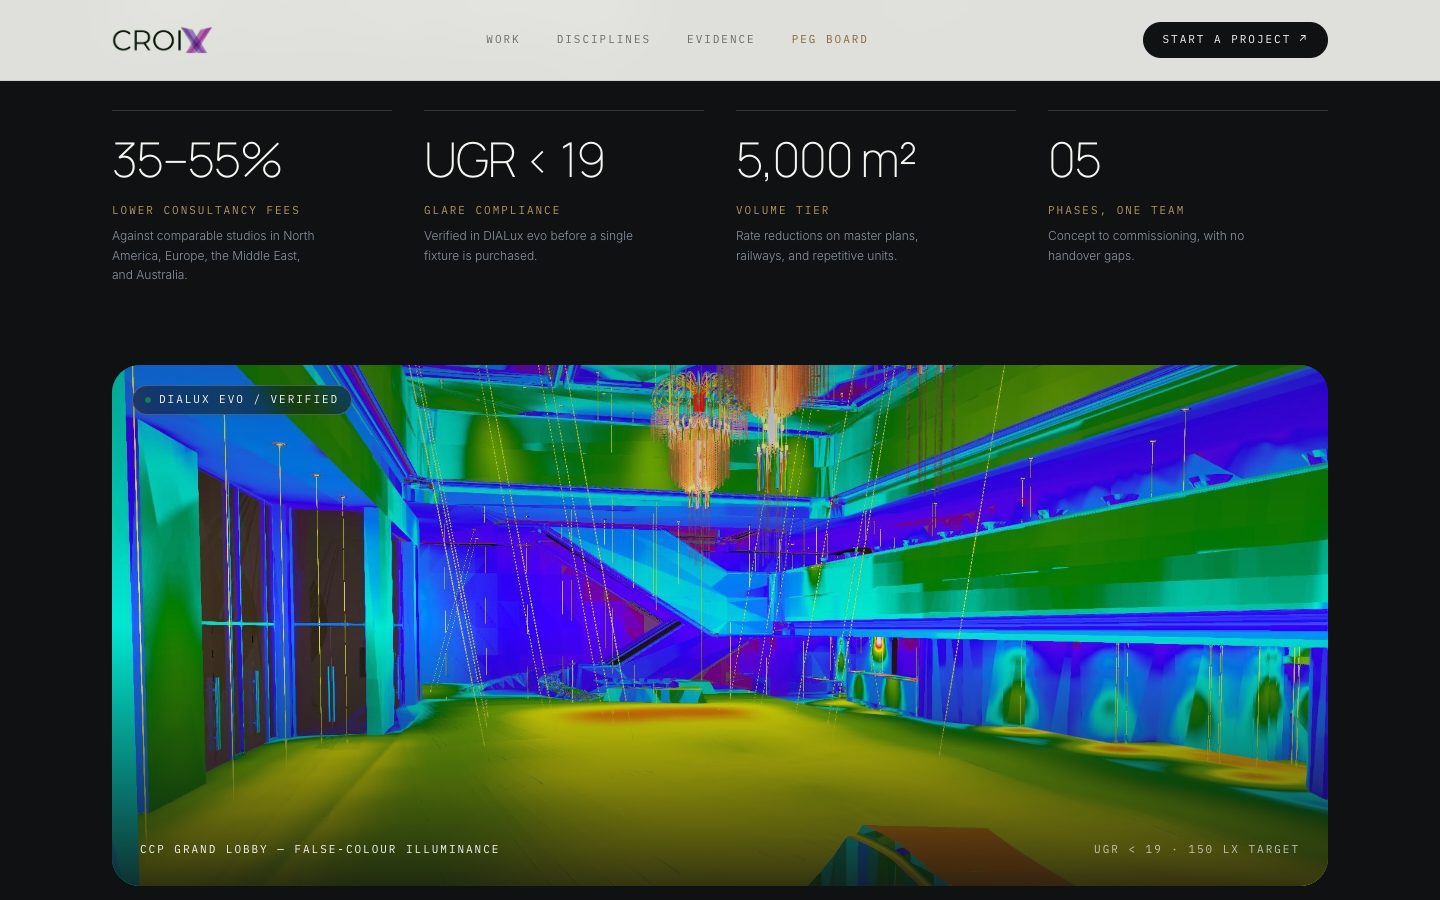 CROIX
WORK
DISCIPLINES
EVIDENCE
PEG BOARD
START A PROJECT ↗
35–55%
LOWER CONSULTANCY FEES
Against comparable studios in North
America, Europe, the Middle East,
and Australia.
UGR < 19
GLARE COMPLIANCE
Verified in DIALux evo before a single
fixture is purchased.
5,000 m²
VOLUME TIER
Rate reductions on master plans,
railways, and repetitive units.
05
PHASES, ONE TEAM
Concept to commissioning, with no
handover gaps.
DIALUX EVO / VERIFIED
CCP GRAND LOBBY — FALSE-COLOUR ILLUMINANCE
UGR < 19 · 150 LX TARGET